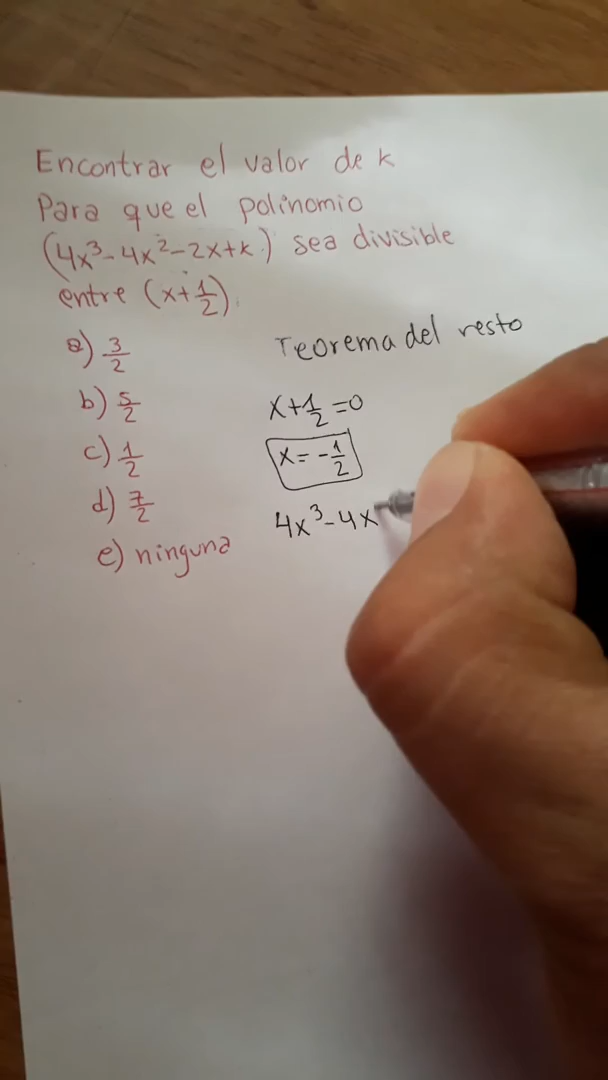 Encontrar el valor de k
Para que el polinomio
(4x³-4x²-2x+k) sea divisible
entre (x+1/2).
a) 3/2
b) 5/2
c) 1/2
d) 7/2
e) ninguna
Teorema del resto
x+1/2=0
x=-1/2
4x³-4x